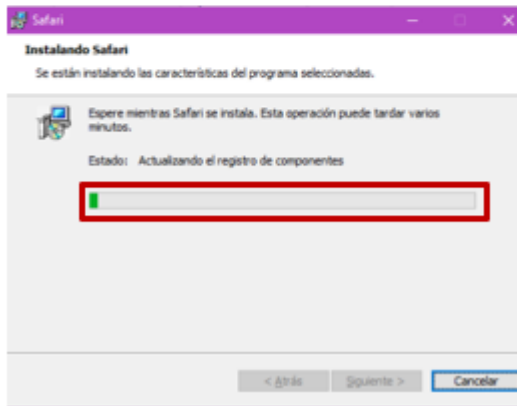 Safari
Instalando Safari
Se están instalando las características del programa seleccionadas.
Espere mientras Safari se instala. Esta operación puede tardar varios
minutos.
Estado: Actualizando el registro de componentes
< Atrás Siguiente > Cancelar